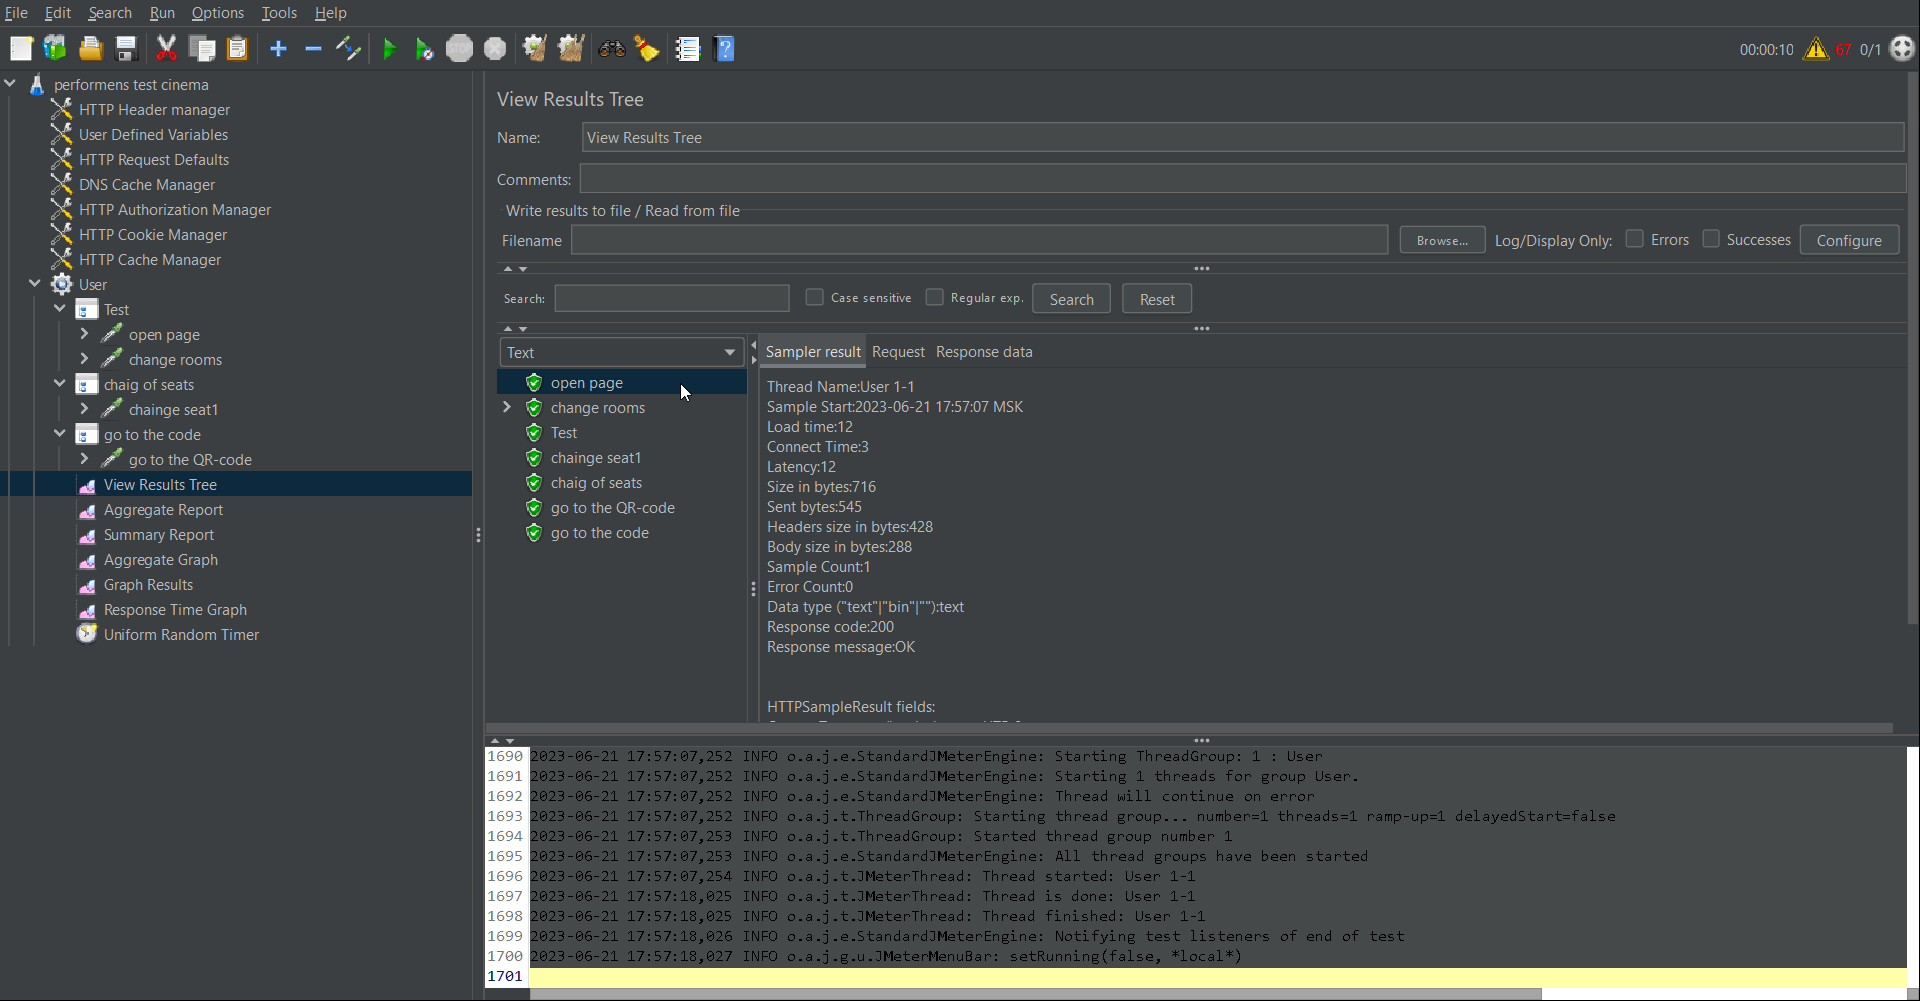 File Edit Search Run Options Tools Help
STOP
00:00:10 67 0/1
performens test cinema
HTTP Header manager
User Defined Variables
HTTP Request Defaults
DNS Cache Manager
HTTP Authorization Manager
HTTP Cookie Manager
HTTP Cache Manager
User
Test
open page
change rooms
chaig of seats
chainge seat1
go to the code
go to the QR-code
View Results Tree
Aggregate Report
Summary Report
Aggregate Graph
Graph Results
Response Time Graph
Uniform Random Timer
View Results Tree
Name: View Results Tree
Comments:
Write results to file / Read from file
Filename Browse... Log/Display Only: Errors Successes Configure
Search: Case sensitive Regular exp. Search Reset
Text
open page
change rooms
Test
chainge seat1
chaig of seats
go to the QR-code
go to the code
Sampler result Request Response data
Thread Name:User 1-1
Sample Start:2023-06-21 17:57:07 MSK
Load time:12
Connect Time:3
Latency:12
Size in bytes:716
Sent bytes:545
Headers size in bytes:428
Body size in bytes:288
Sample Count:1
Error Count:0
Data type ("text"|"bin"|""):text
Response code:200
Response message:OK
HTTPSampleResult fields:
1690 2023-06-21 17:57:07,252 INFO o.a.j.e.StandardJMeterEngine: Starting ThreadGroup: 1 : User
1691 2023-06-21 17:57:07,252 INFO o.a.j.e.StandardJMeterEngine: Starting 1 threads for group User.
1692 2023-06-21 17:57:07,252 INFO o.a.j.e.StandardJMeterEngine: Thread will continue on error
1693 2023-06-21 17:57:07,252 INFO o.a.j.t.ThreadGroup: Starting thread group... number=1 threads=1 ramp-up=1 delayedStart=false
1694 2023-06-21 17:57:07,253 INFO o.a.j.t.ThreadGroup: Started thread group number 1
1695 2023-06-21 17:57:07,253 INFO o.a.j.e.StandardJMeterEngine: All thread groups have been started
1696 2023-06-21 17:57:07,254 INFO o.a.j.t.JMeterThread: Thread started: User 1-1
1697 2023-06-21 17:57:18,025 INFO o.a.j.t.JMeterThread: Thread is done: User 1-1
1698 2023-06-21 17:57:18,025 INFO o.a.j.t.JMeterThread: Thread finished: User 1-1
1699 2023-06-21 17:57:18,026 INFO o.a.j.e.StandardJMeterEngine: Notifying test listeners of end of test
1700 2023-06-21 17:57:18,027 INFO o.a.j.g.u.JMeterMenuBar: setRunning(false, *local*)
1701